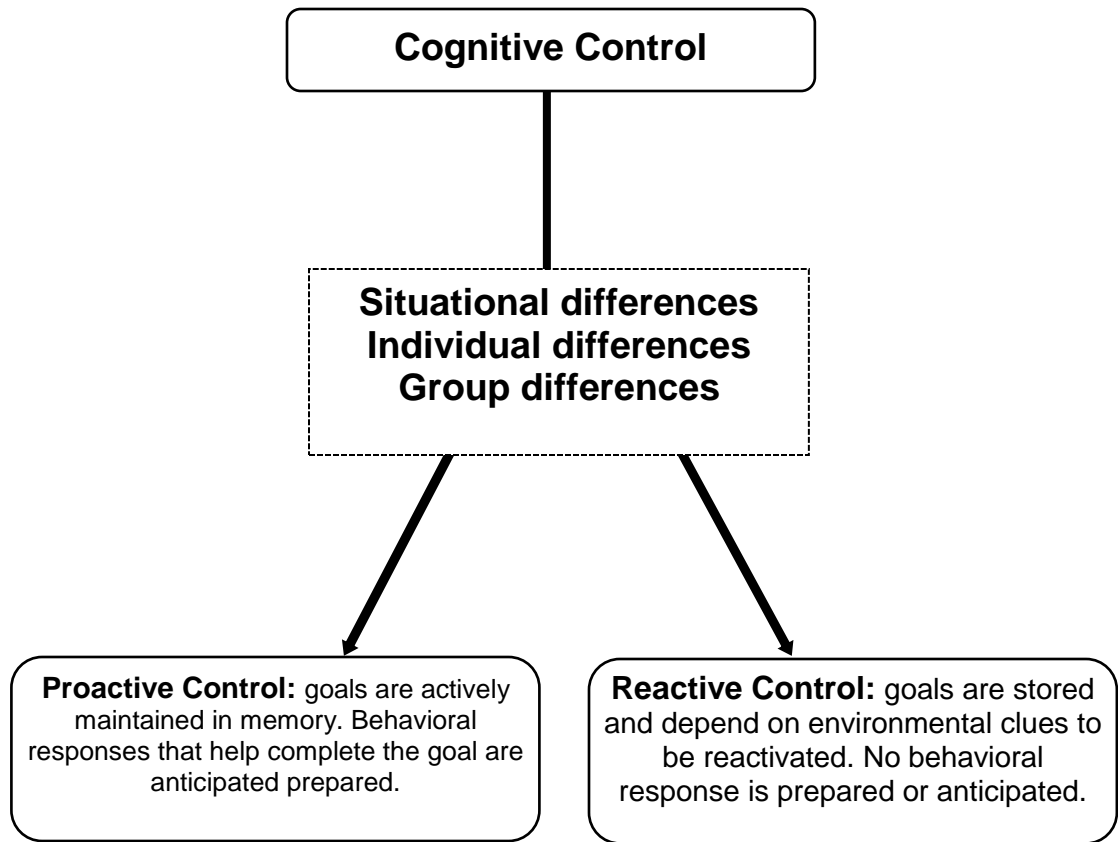 Cognitive Control
Situational differences
Individual differences
Group differences
Proactive Control: goals are actively
maintained in memory. Behavioral
responses that help complete the goal are
anticipated prepared.
Reactive Control: goals are stored
and depend on environmental clues to
be reactivated. No behavioral
response is prepared or anticipated.